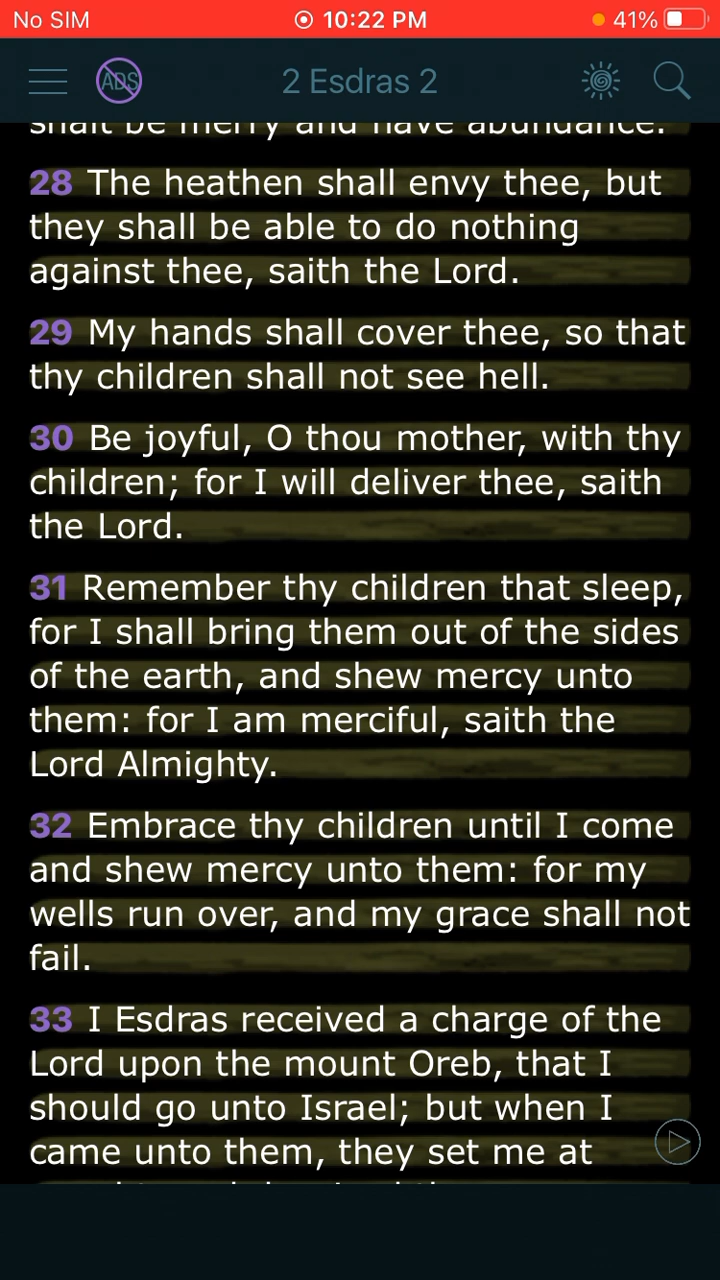 No SIM
10:22 PM
41%
ADS
2 Esdras 2
shalt be merry and have abundance.
28 The heathen shall envy thee, but
they shall be able to do nothing
against thee, saith the Lord.
29 My hands shall cover thee, so that
thy children shall not see hell.
30 Be joyful, O thou mother, with thy
children; for I will deliver thee, saith
the Lord.
31 Remember thy children that sleep,
for I shall bring them out of the sides
of the earth, and shew mercy unto
them: for I am merciful, saith the
Lord Almighty.
32 Embrace thy children until I come
and shew mercy unto them: for my
wells run over, and my grace shall not
fail.
33 I Esdras received a charge of the
Lord upon the mount Oreb, that I
should go unto Israel; but when I
came unto them, they set me at